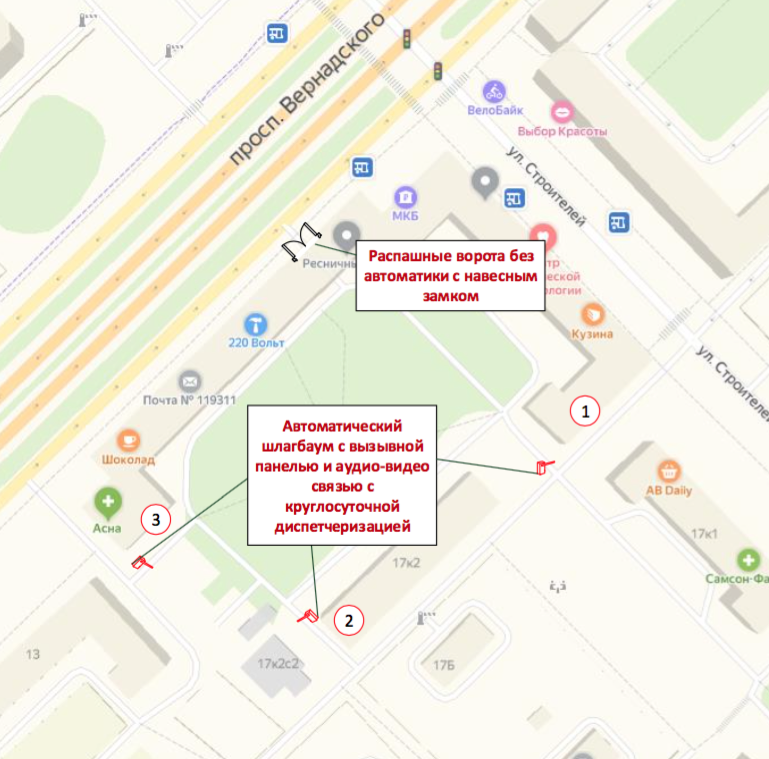 просп. Вернадского
ВелоБайк
Выбор Красоты
ул. Строителей
МКБ
Ресничн
Распашные ворота без
автоматики с навесным
замком
тр
еской
логии
Кузина
220 Вольт
ул. Строителе
Почта № 119311
1
Автоматический
шлагбаум с вызывной
панелью и аудио-видео
связью с
круглосуточной
диспетчеризацией
Шоколад
AB Daily
Асна
3
17к1
17к2
Самсон-Фа
2
13
17к2с2
17Б